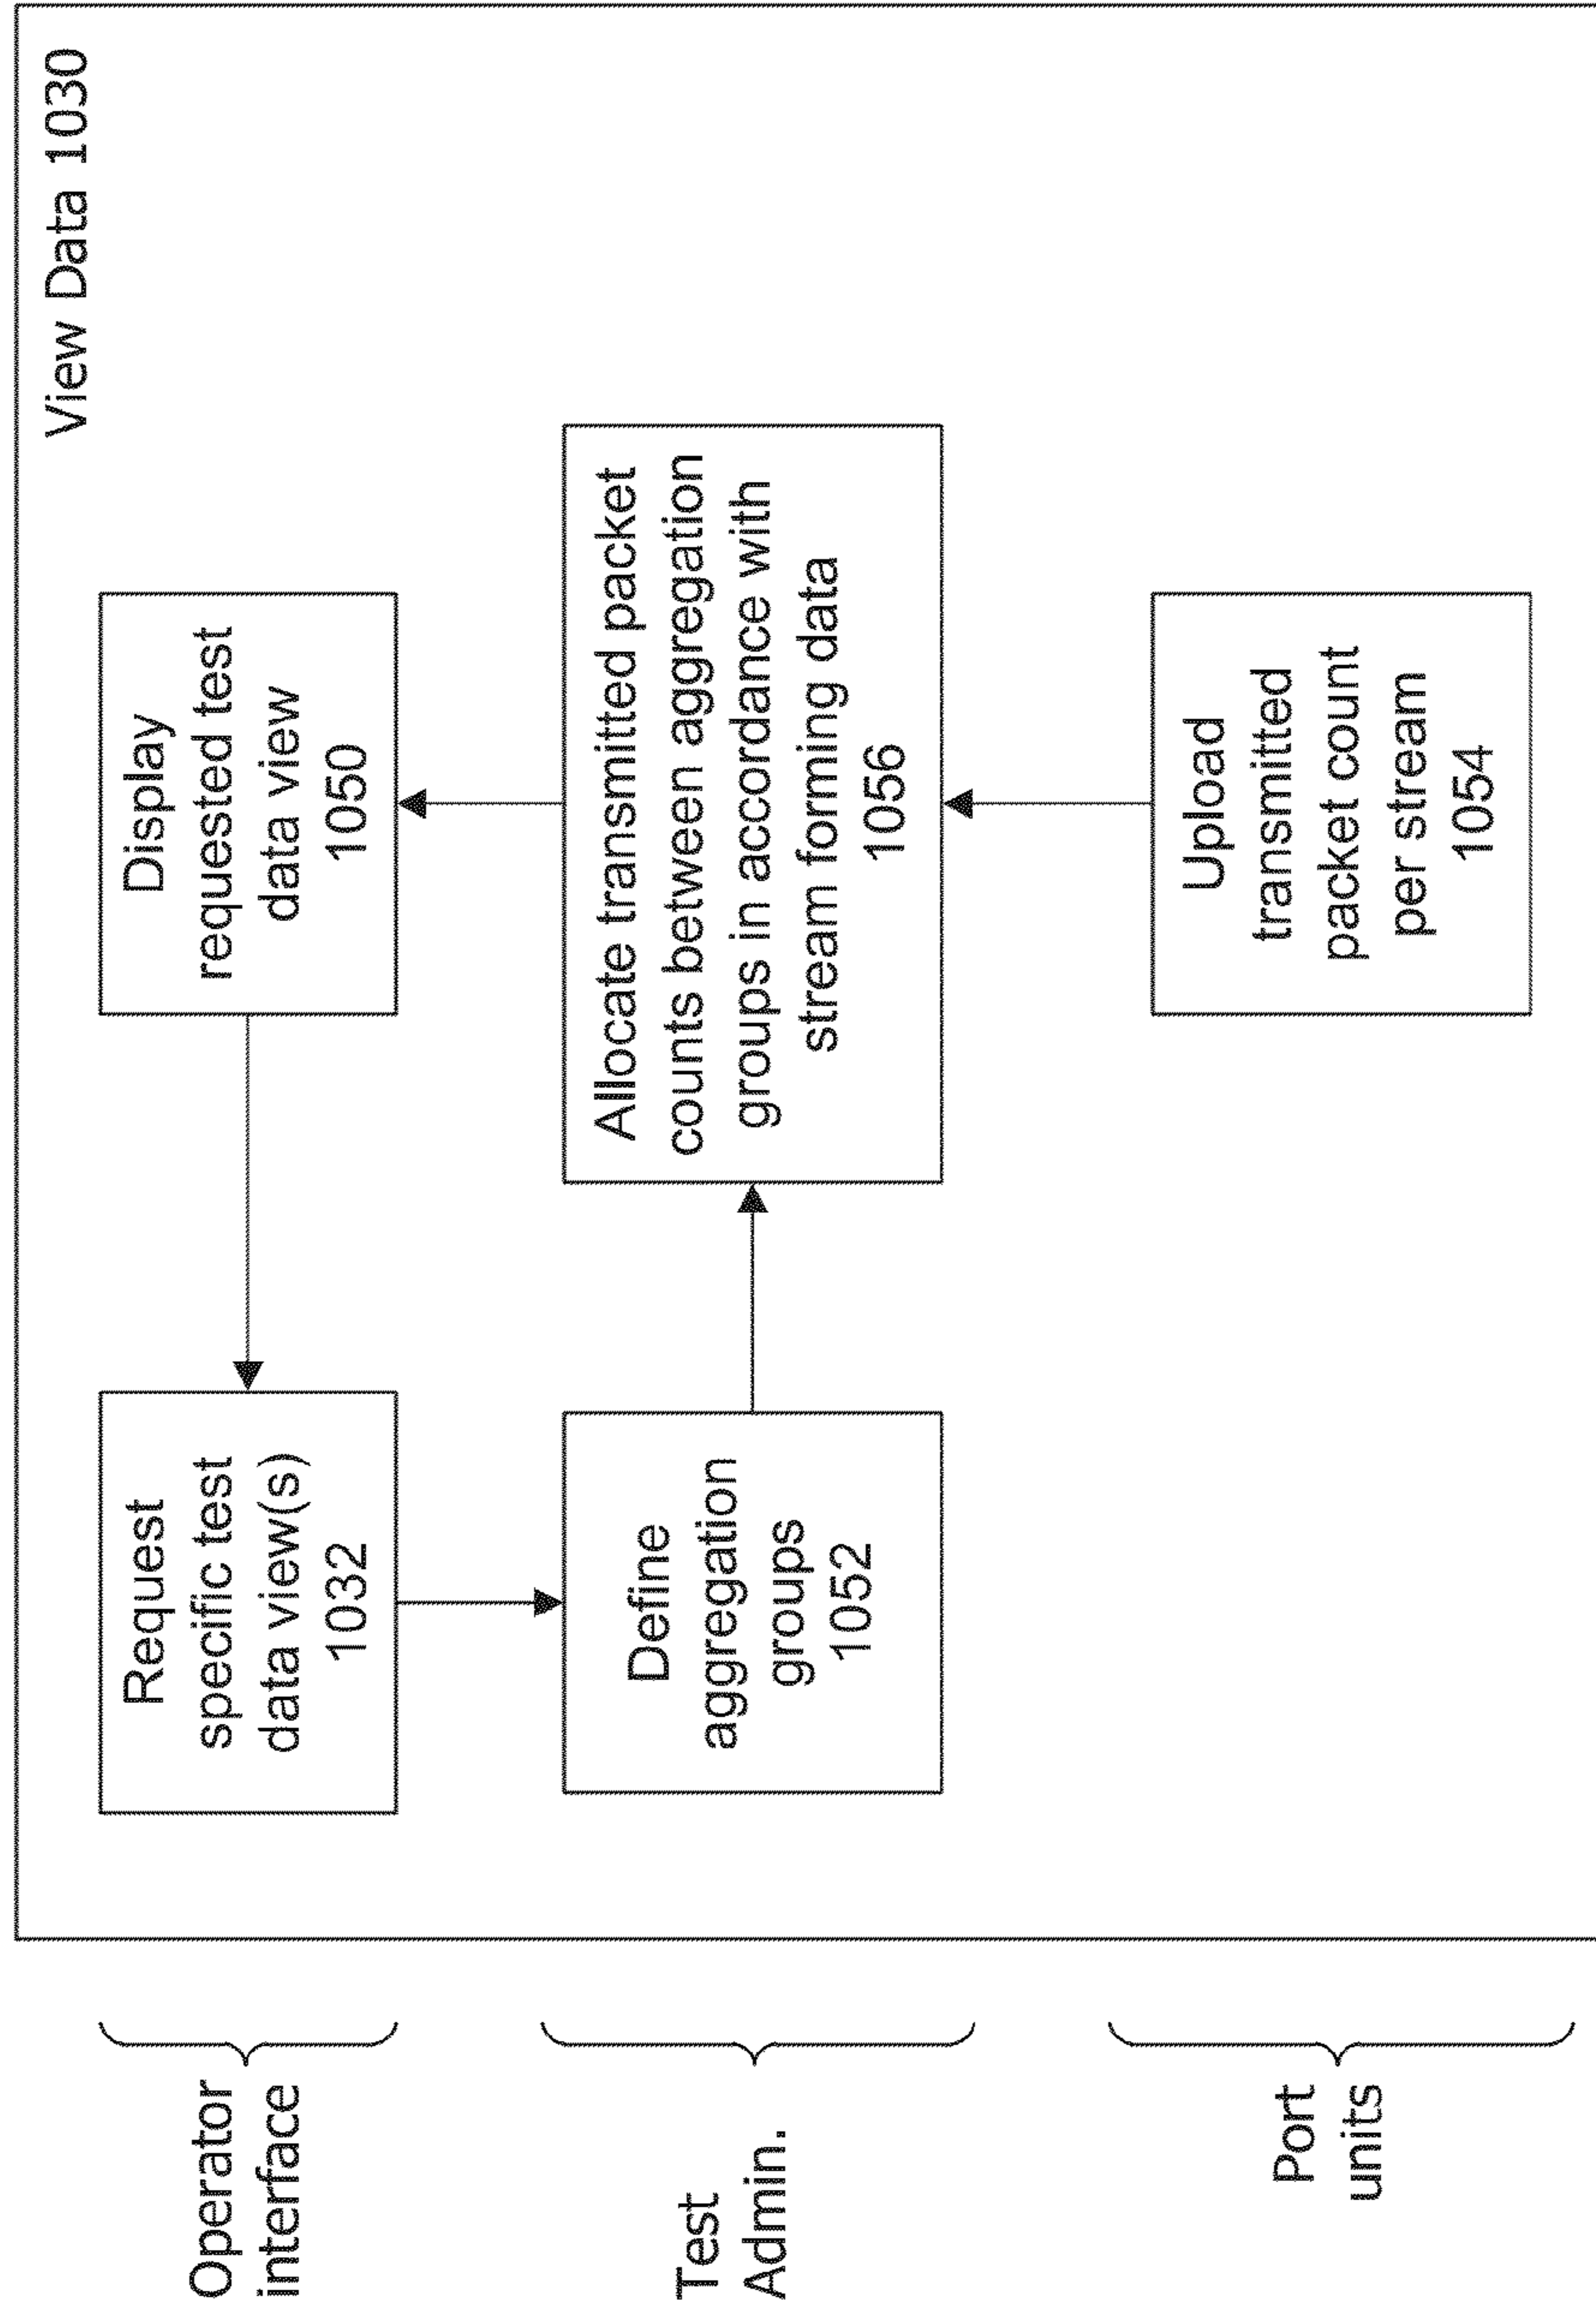 View Data 1030
Operator
interface
Request
specific test
data view(s)
1032
Display
requested test
data view
1050
Test
Admin.
Define
aggregation
groups
1052
Allocate transmitted packet
counts between aggregation
groups in accordance with
stream forming data
1056
Port
units
Upload
transmitted
packet count
per stream
1054